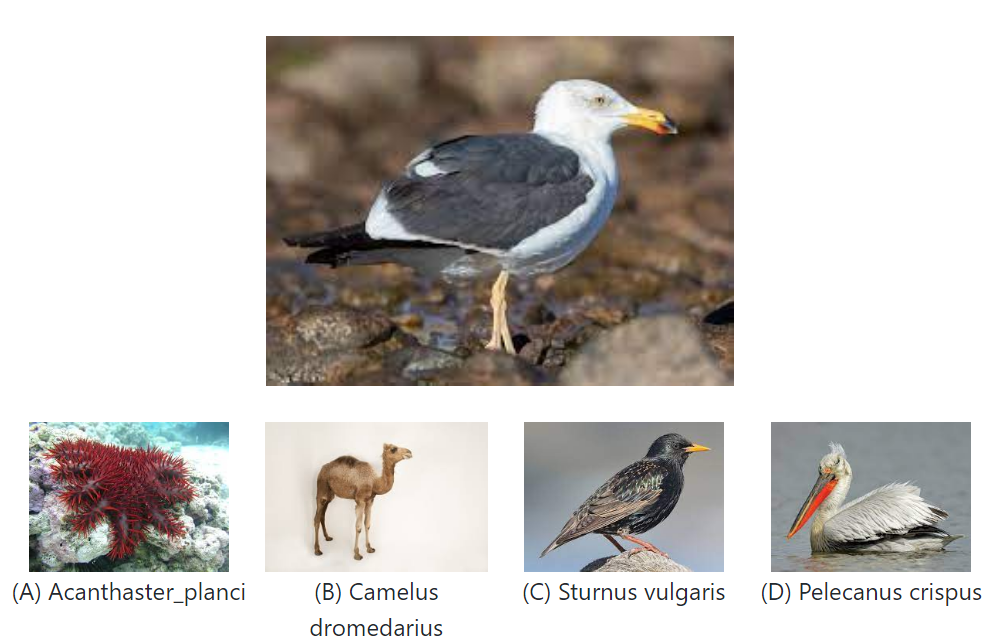 (A) Acanthaster_planci
(B) Camelus
dromedarius
(C) Sturnus vulgaris
(D) Pelecanus crispus